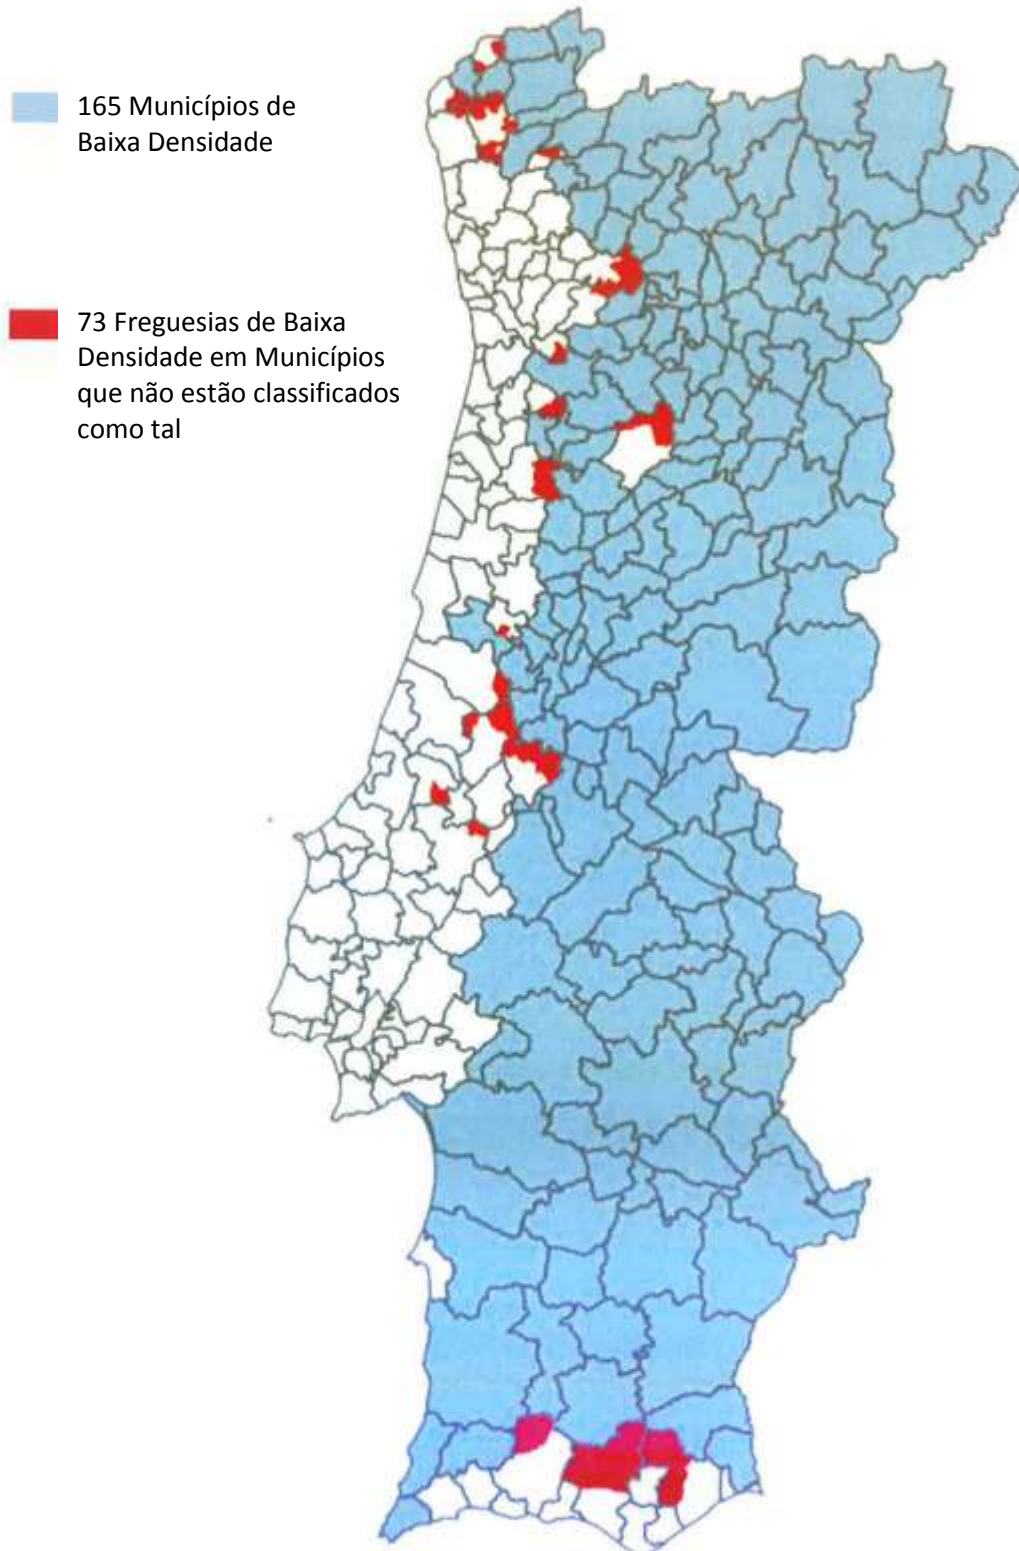 165 Municípios de
Baixa Densidade
73 Freguesias de Baixa
Densidade em Municípios
que não estão classificados
como tal